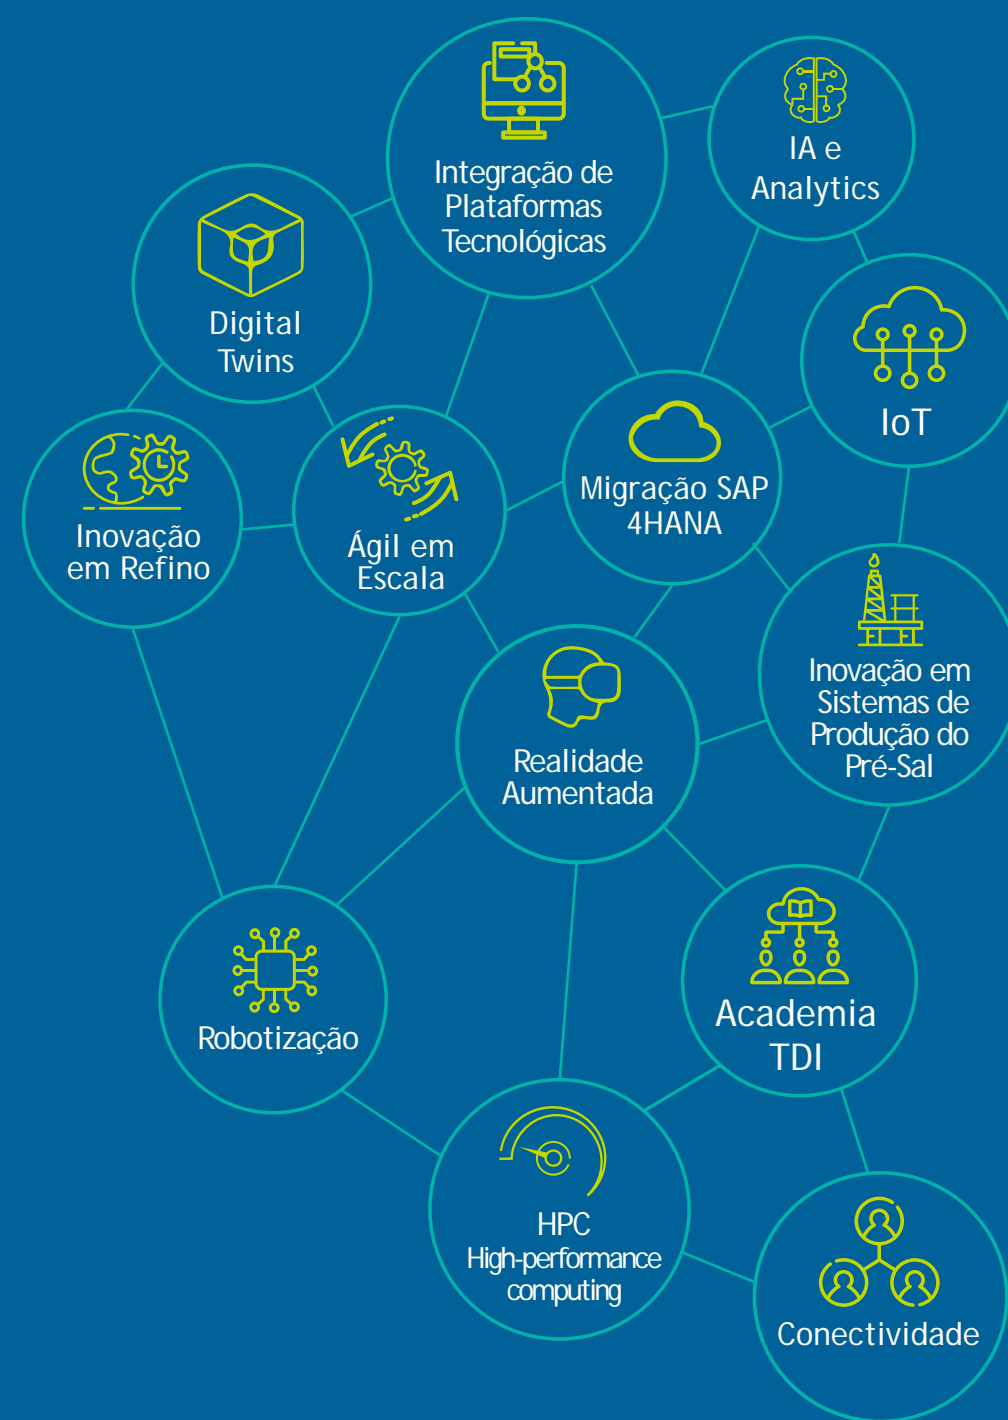 Integração de
Plataformas
Tecnológicas
IA e
Analytics
Digital
Twins
IoT
Migração SAP
4HANA
Inovação
em Refino
Ágil em
Escala
Inovação em
Sistemas de
Produção do
Pré-Sal
Realidade
Aumentada
Robotização
Academia
TDI
HPC
High-performance
computing
Conectividade